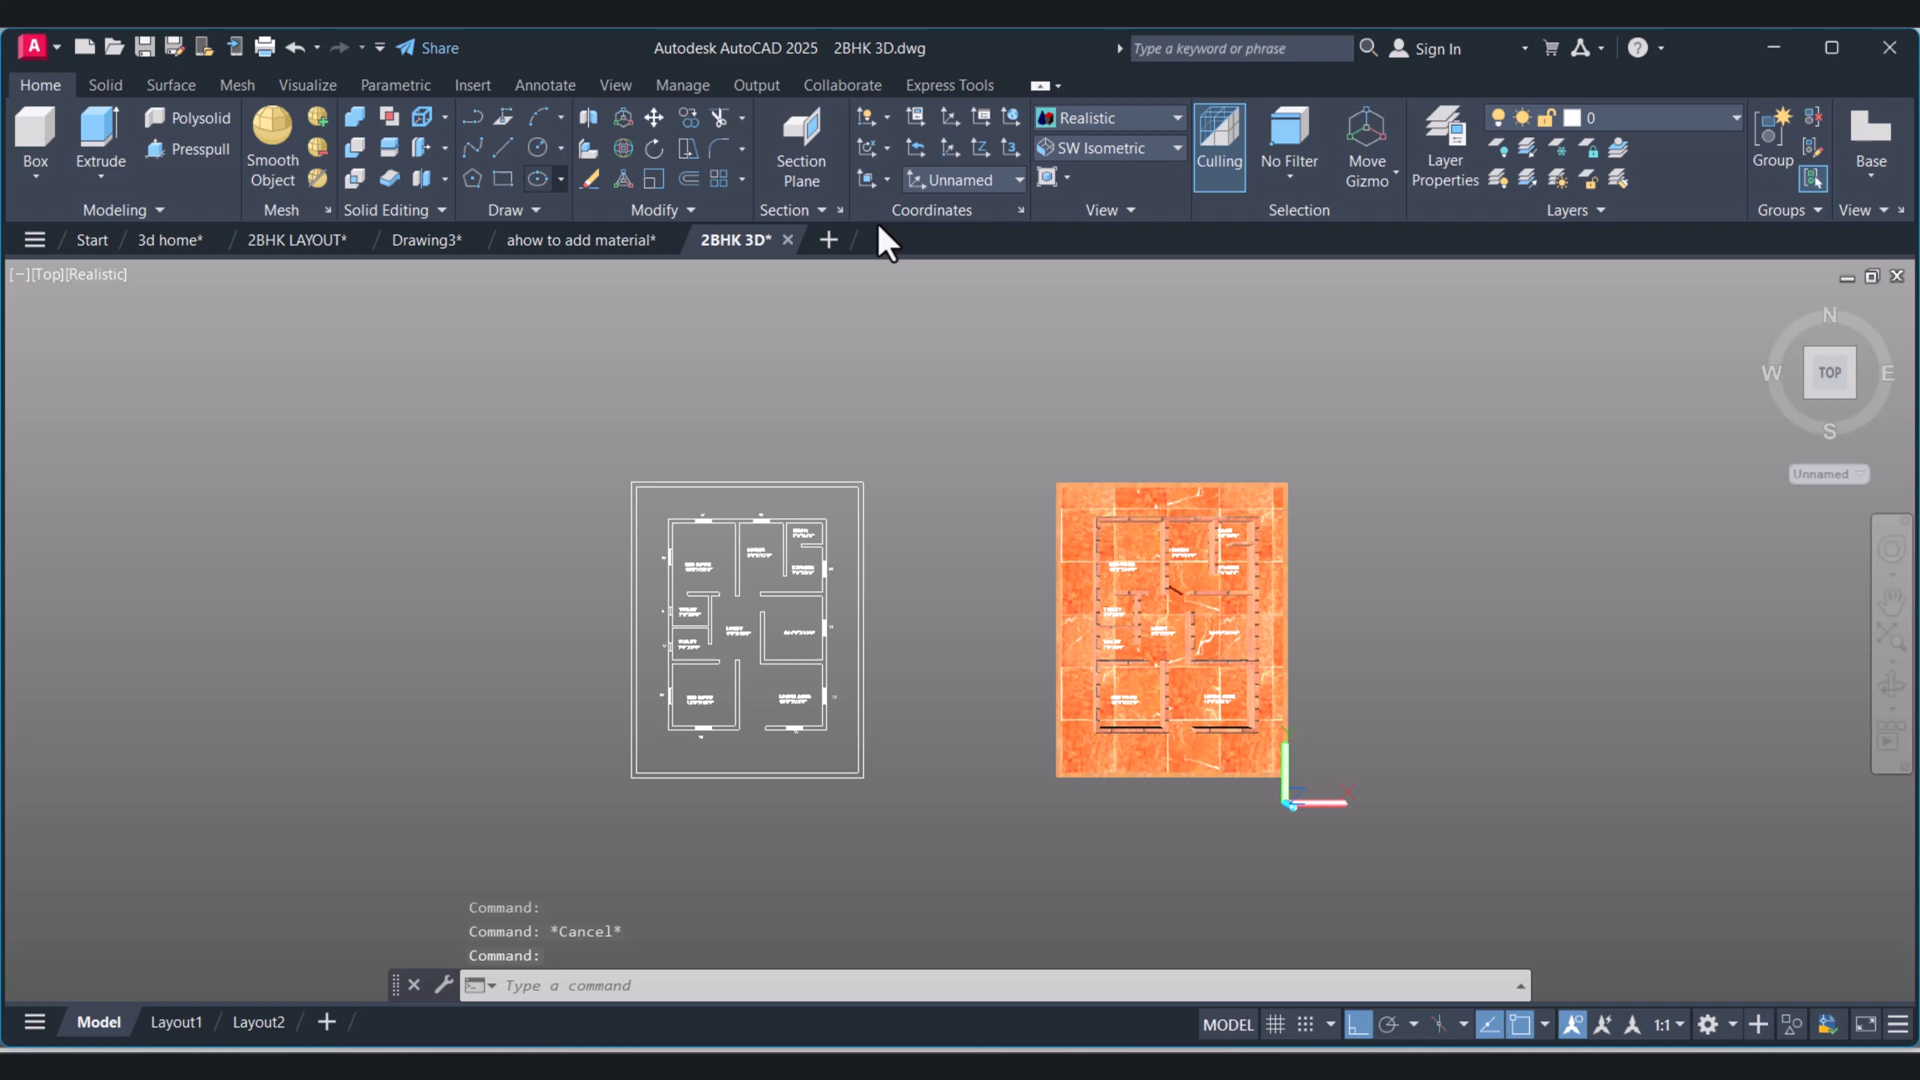 A
Share
Autodesk AutoCAD 2025 2BHK 3D.dwg
Type a keyword or phrase
Sign In
Home Solid Surface Mesh Visualize Parametric Insert Annotate View Manage Output Collaborate Express Tools
Box
Extrude
Polysolid
Presspull
Smooth Object
Section Plane
Unnamed
Realistic
SW Isometric
Culling
No Filter
Move Gizmo
Layer Properties
0
Group
Base
Modeling Mesh Solid Editing Draw Modify Section Coordinates View Selection Layers Groups View
Start 3d home* 2BHK LAYOUT* Drawing3* ahow to add material* 2BHK 3D*
[−][Top][Realistic]
N
W TOP E
S
Unnamed
X
Z
Command:
Command: *Cancel*
Command:
Type a command
Model Layout1 Layout2
MODEL
1:1